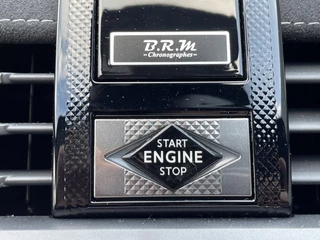 B.R.M
Chronographes
START
ENGINE
STOP